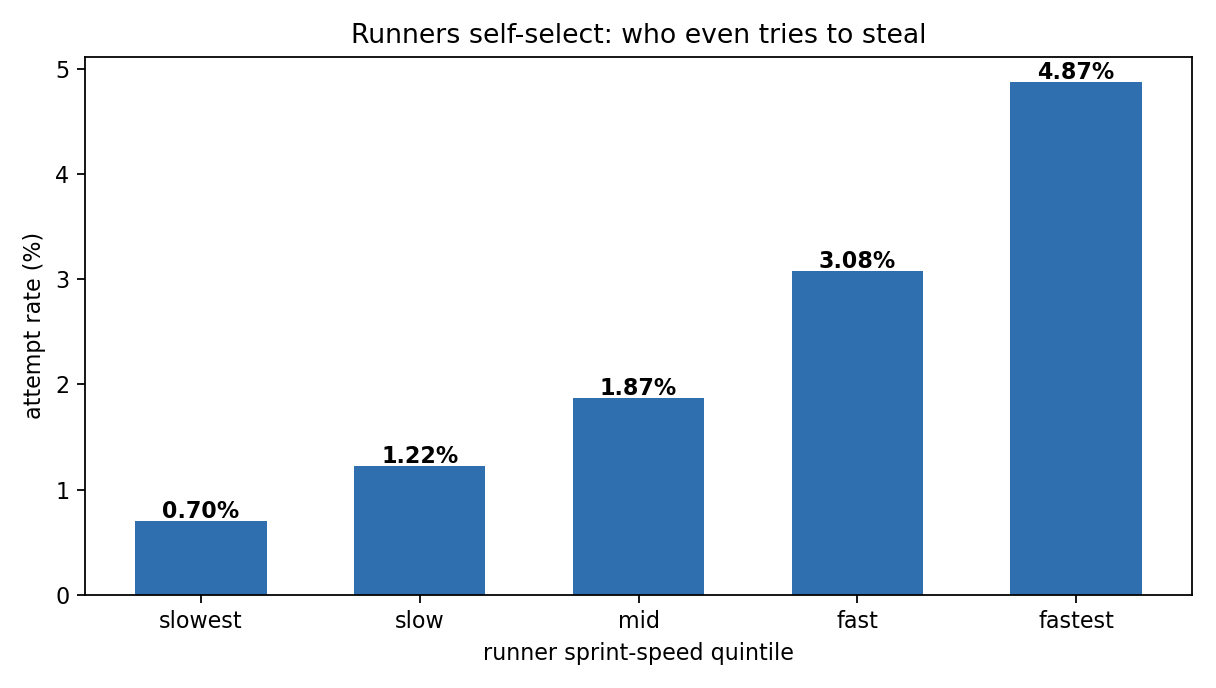 Runners self-select: who even tries to steal
5
4
3
2
1
0
attempt rate (%)
0.70%
1.22%
1.87%
3.08%
4.87%
slowest
slow
mid
fast
fastest
runner sprint-speed quintile